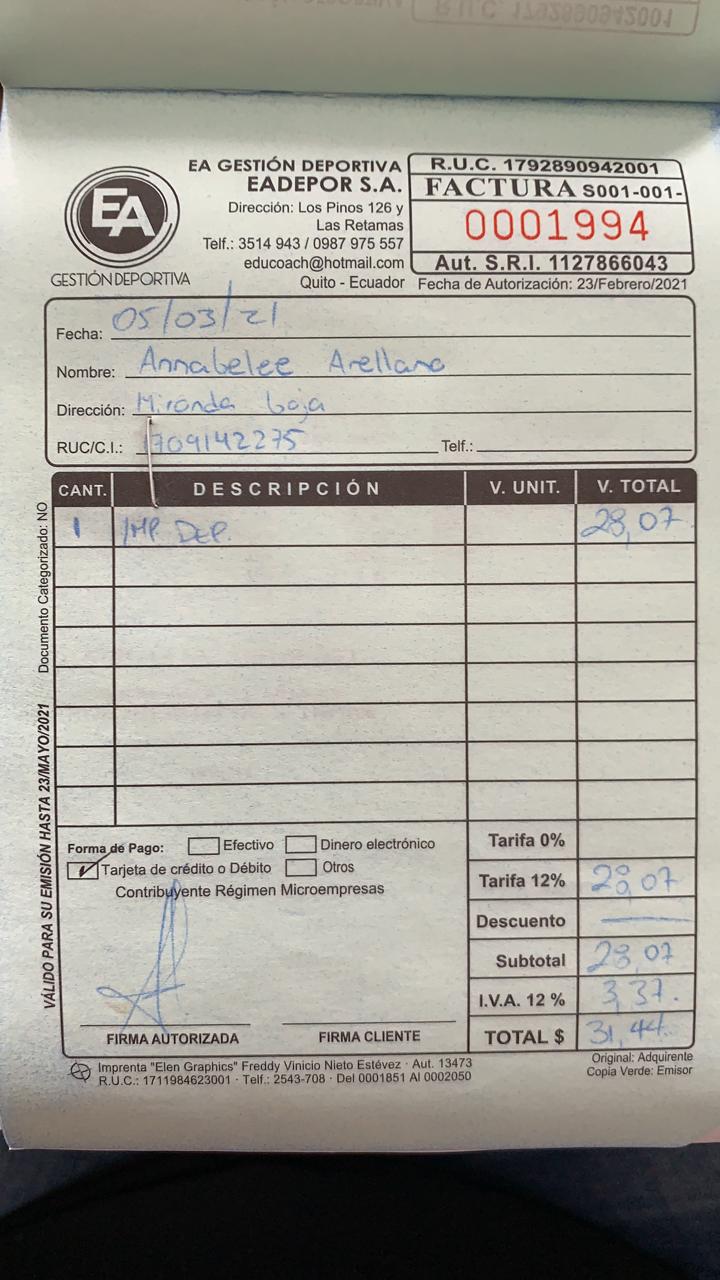 R.U.C. 1792890942001
EA GESTIÓN DEPORTIVA
EADEPOR S.A.
Dirección: Los Pinos 126 y
Las Retamas
Telf.: 3514 943 / 0987 975 557
educoach@hotmail.com
Quito - Ecuador
EA
GESTIÓN DEPORTIVA
R.U.C. 1792890942001
FACTURA S001-001-
0001994
Aut. S.R.I. 1127866043
Fecha de Autorización: 23/Febrero/2021
Fecha: 05/03/21
Nombre: Annabelee Arellano
Dirección: Miranda baja
RUC/C.I.: 1709142275 Telf.:
CANT. DESCRIPCIÓN V. UNIT. V. TOTAL
1 IMP. DEP. 28,07
Documento Categorizado: NO
VÁLIDO PARA SU EMISIÓN HASTA 23/MAYO/2021
Forma de Pago: Efectivo Dinero electrónico
Tarjeta de crédito o Débito Otros
Contribuyente Régimen Microempresas
Tarifa 0%
Tarifa 12% 28,07
Descuento
Subtotal 28,07
I.V.A. 12 % 3,37.
TOTAL $ 31,44
FIRMA AUTORIZADA FIRMA CLIENTE
Imprenta "Elen Graphics" Freddy Vinicio Nieto Estévez · Aut. 13473
R.U.C.: 1711984623001 · Telf.: 2543-708 · Del 0001851 Al 0002050
Original: Adquirente
Copia Verde: Emisor